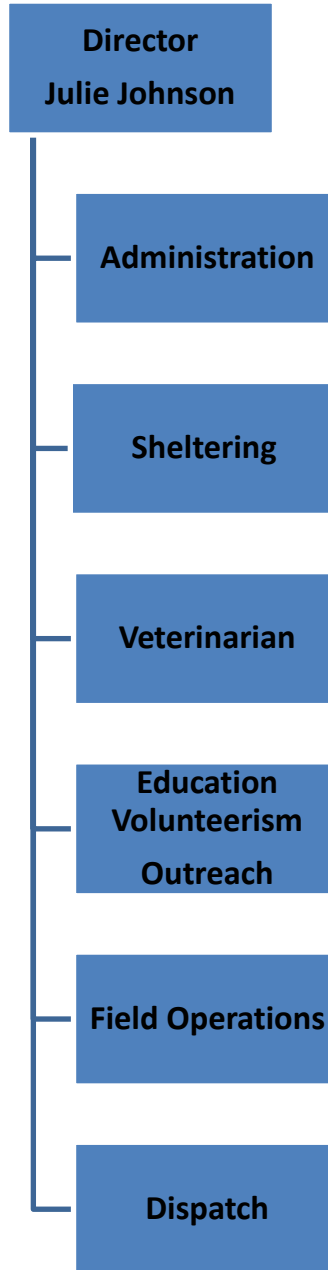 Director
Julie Johnson
Administration
Sheltering
Veterinarian
Education
Volunteerism
Outreach
Field Operations
Dispatch